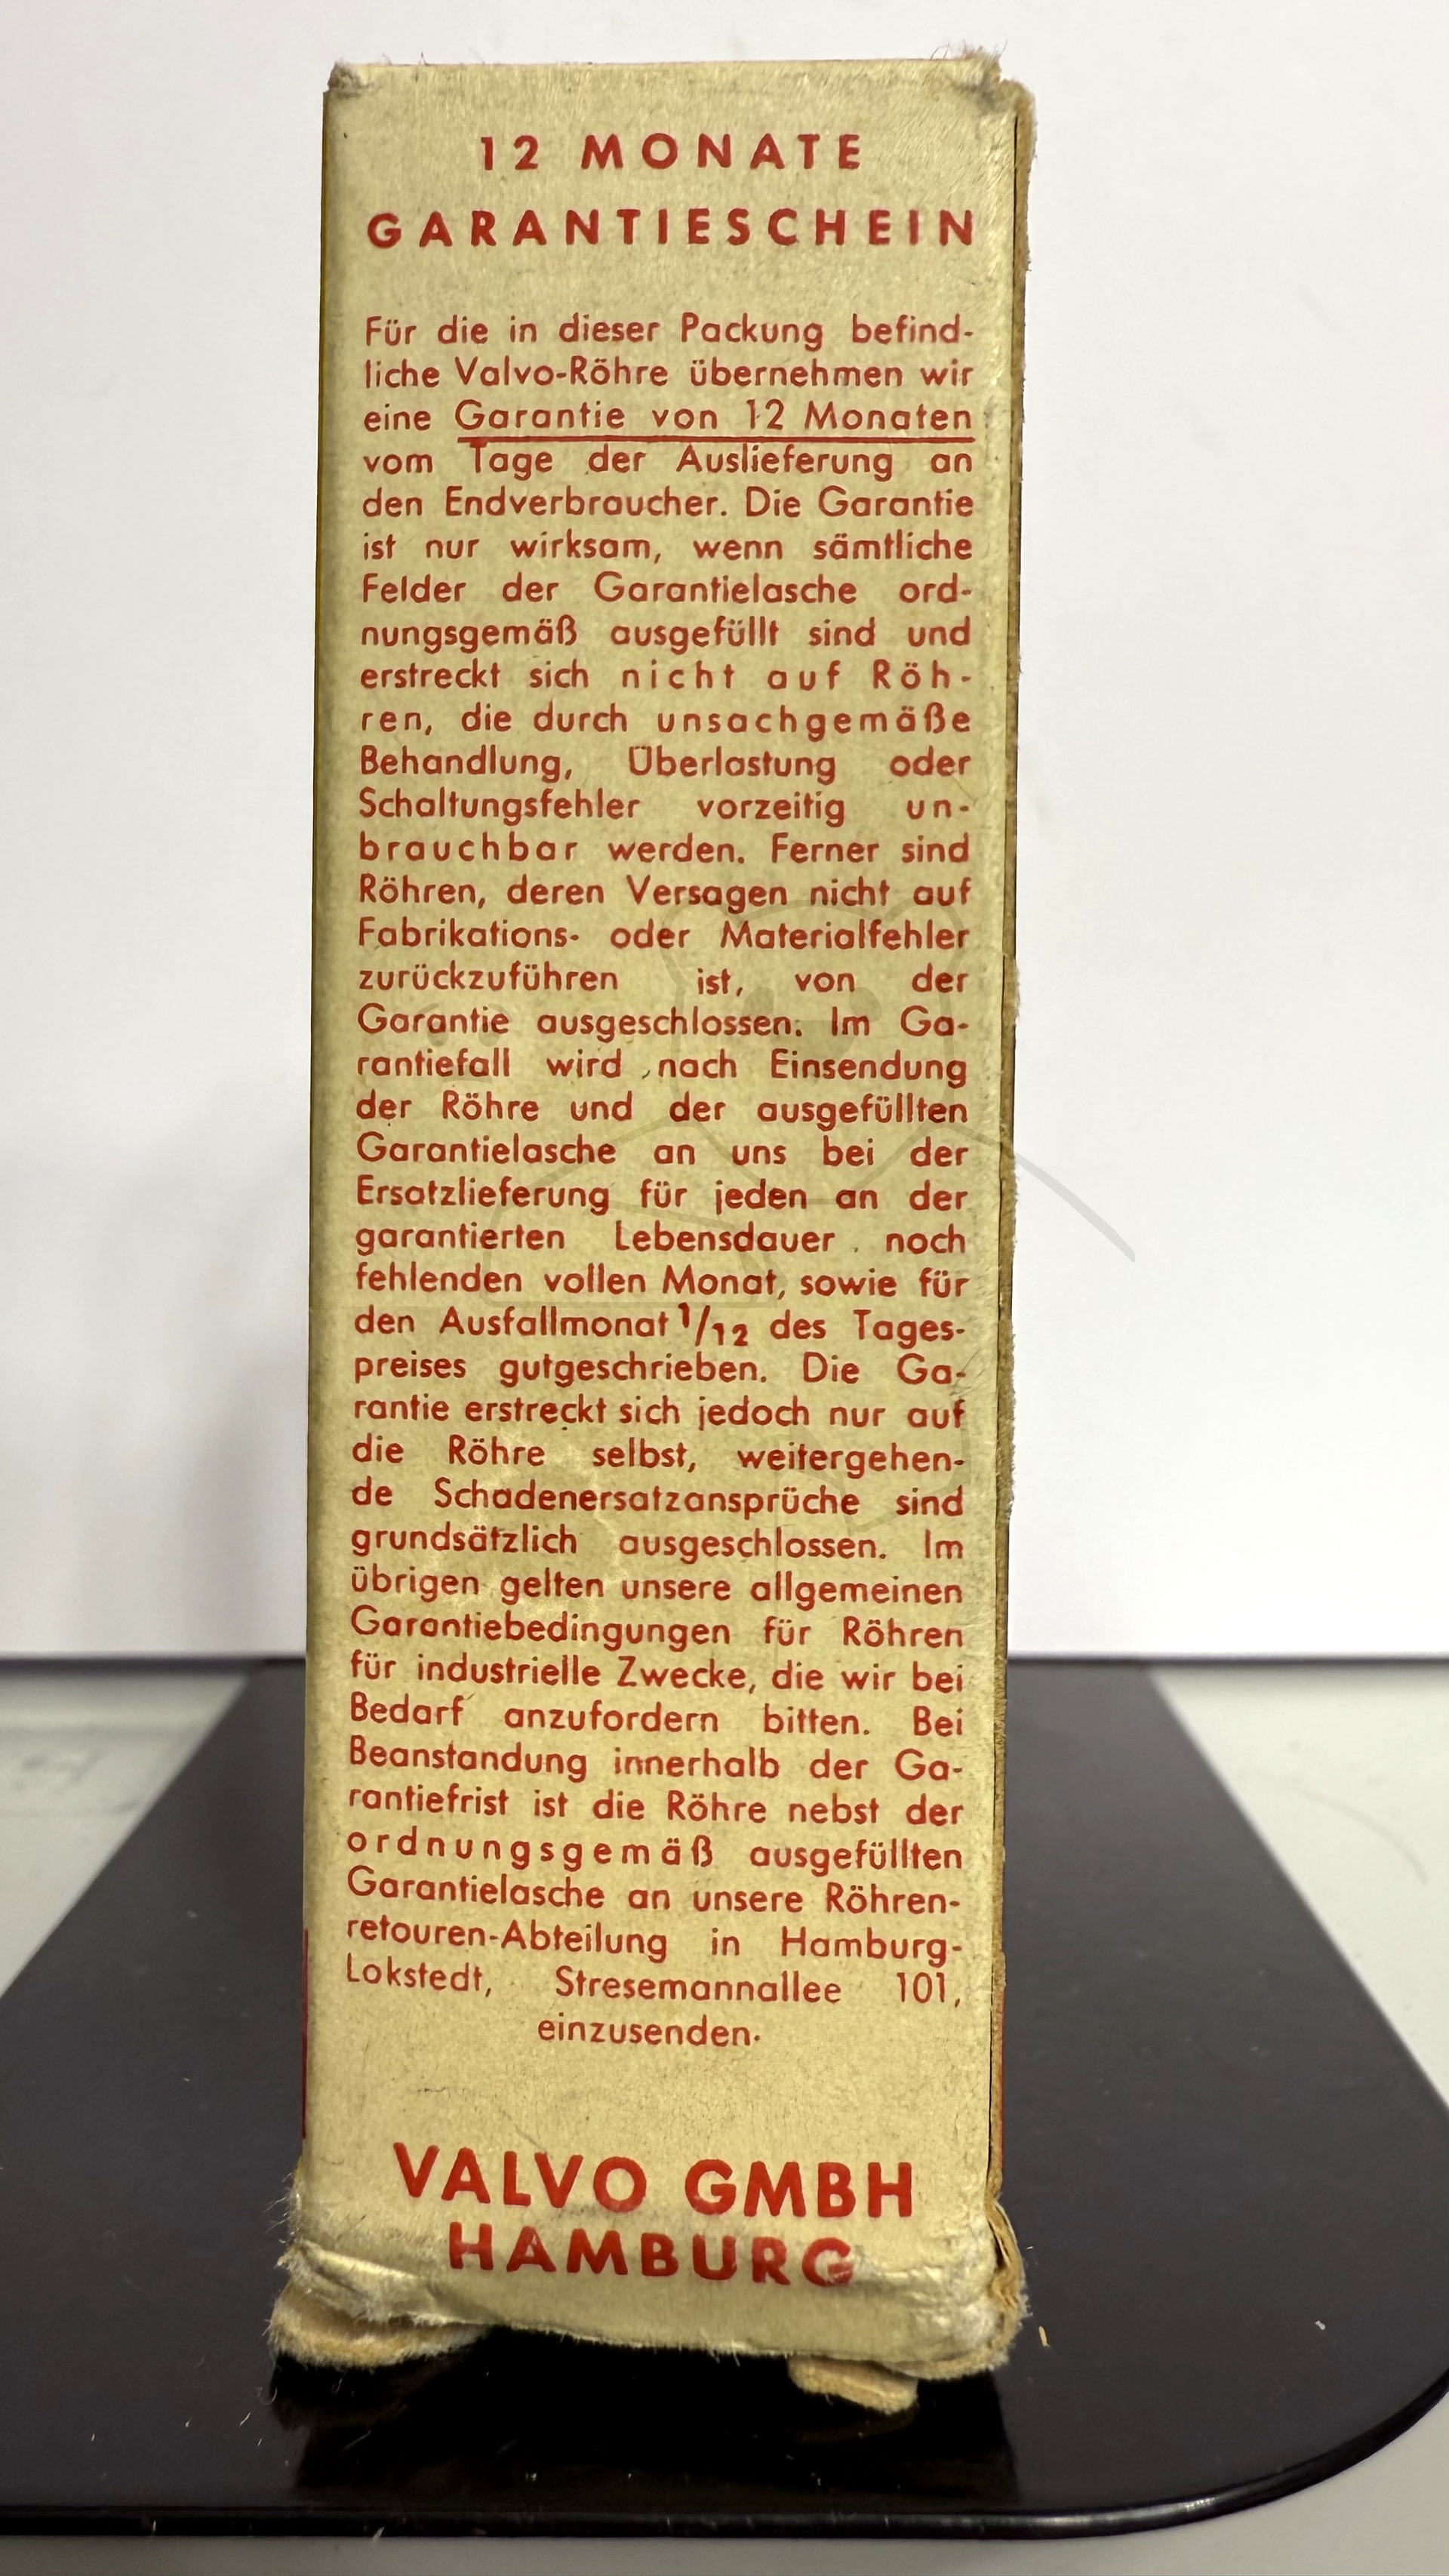 12 MONATE
GARANTIESCHEIN
Für die in dieser Packung befind-
liche Valvo-Röhre übernehmen wir
eine Garantie von 12 Monaten
vom Tage der Auslieferung an
den Endverbraucher. Die Garantie
ist nur wirksam, wenn sämtliche
Felder der Garantielasche ord-
nungsgemäß ausgefüllt sind und
erstreckt sich nicht auf Röh-
ren, die durch unsachgemäße
Behandlung, Überlastung oder
Schaltungsfehler vorzeitig un-
brauchbar werden. Ferner sind
Röhren, deren Versagen nicht auf
Fabrikations- oder Materialfehler
zurückzuführen ist, von der
Garantie ausgeschlossen. Im Ga-
rantiefall wird nach Einsendung
der Röhre und der ausgefüllten
Garantielasche an uns bei der
Ersatzlieferung für jeden an der
garantierten Lebensdauer noch
fehlenden vollen Monat, sowie für
den Ausfallmonat 1/12 des Tages-
preises gutgeschrieben. Die Ga-
rantie erstreckt sich jedoch nur auf
die Röhre selbst, weitergehen-
de Schadenersatzansprüche sind
grundsätzlich ausgeschlossen. Im
übrigen gelten unsere allgemeinen
Garantiebedingungen für Röhren
für industrielle Zwecke, die wir bei
Bedarf anzufordern bitten. Bei
Beanstandung innerhalb der Ga-
rantiefrist ist die Röhre nebst der
ordnungsgemäß ausgefüllten
Garantielasche an unsere Röhren-
retouren-Abteilung in Hamburg-
Lokstedt, Stresemannallee 101,
einzusenden.
VALVO GMBH
HAMBURG